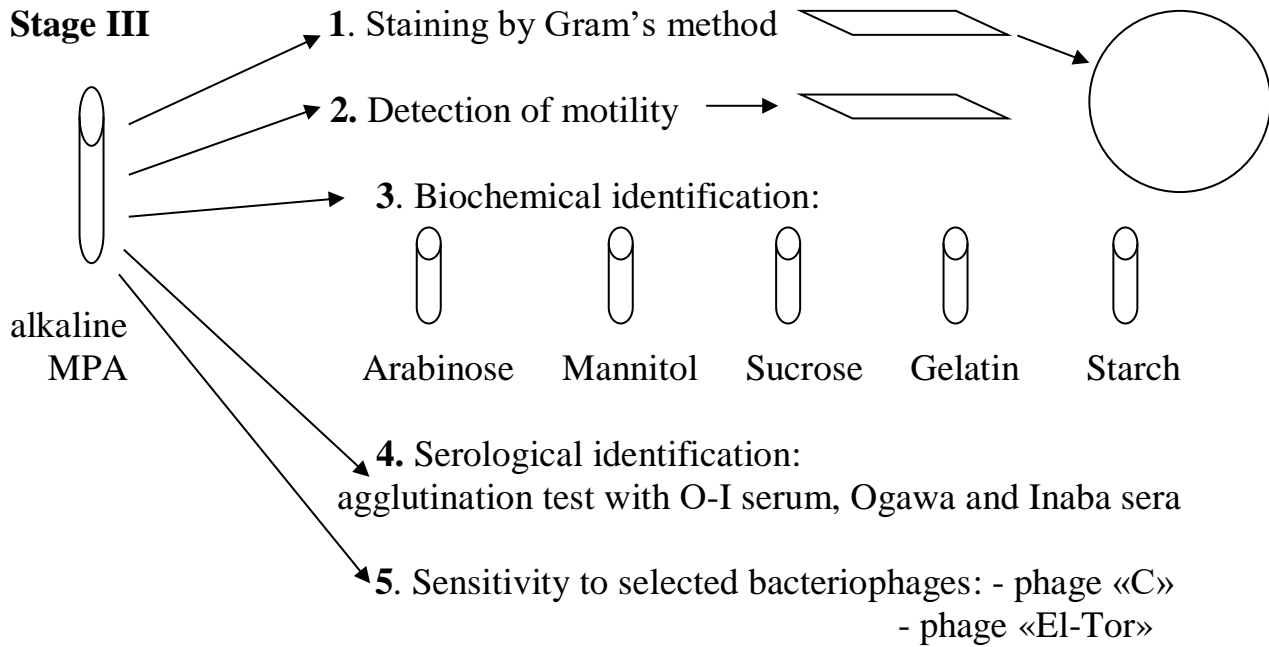 Stage III
1. Staining by Gram’s method
2. Detection of motility
3. Biochemical identification:
alkaline
MPA
Arabinose Mannitol Sucrose Gelatin Starch
4. Serological identification:
agglutination test with O-I serum, Ogawa and Inaba sera
5. Sensitivity to selected bacteriophages: - phage «C»
- phage «El-Tor»